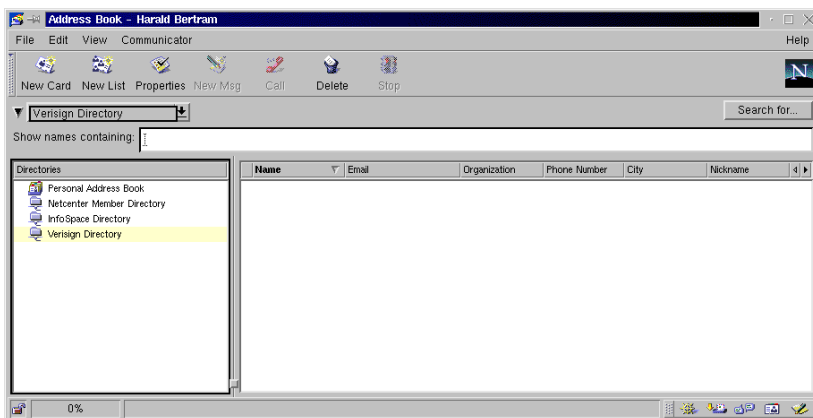 Address Book - Harald Bertram
File Edit View Communicator Help
New Card New List Properties New Msg Call Delete Stop
N
Verisign Directory Search for...
Show names containing:
Directories Name Email Organization Phone Number City Nickname
Personal Address Book
Netcenter Member Directory
InfoSpace Directory
Verisign Directory
0%